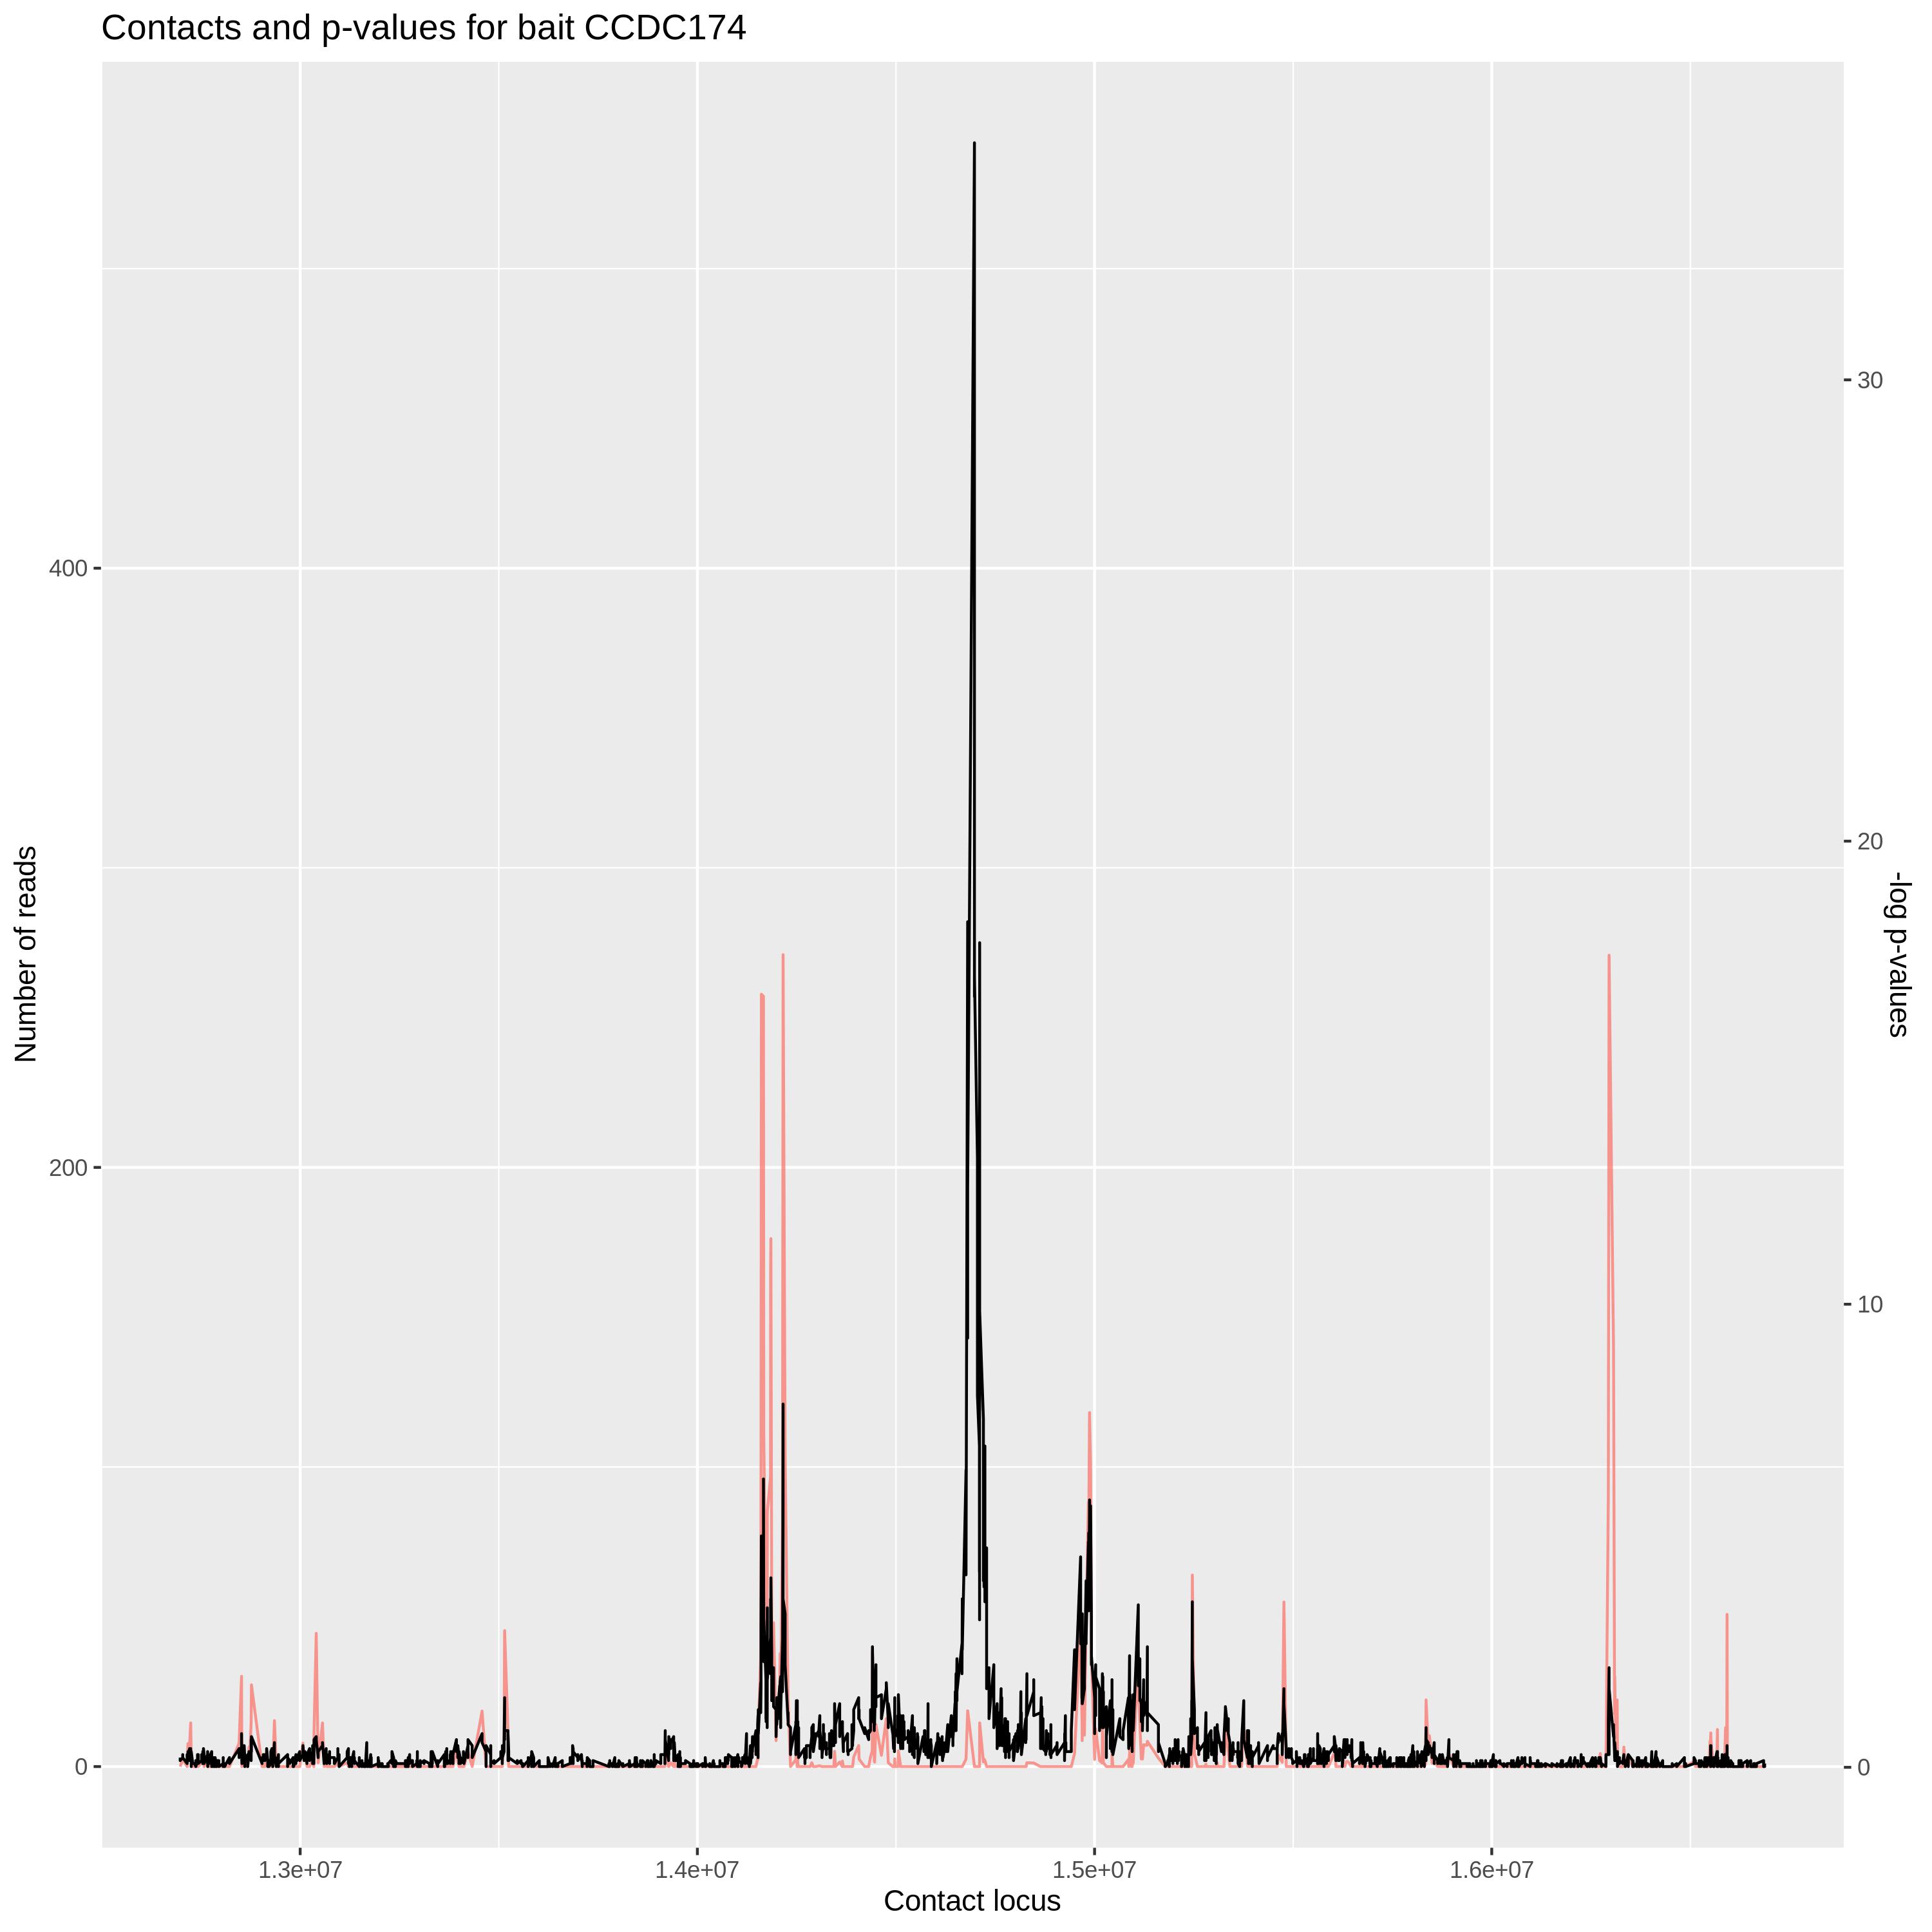 Contacts and p-values for bait CCDC174
Number of reads
400
200
0
30
20
10
0
-log p-values
1.3e+07
1.4e+07
1.5e+07
1.6e+07
Contact locus